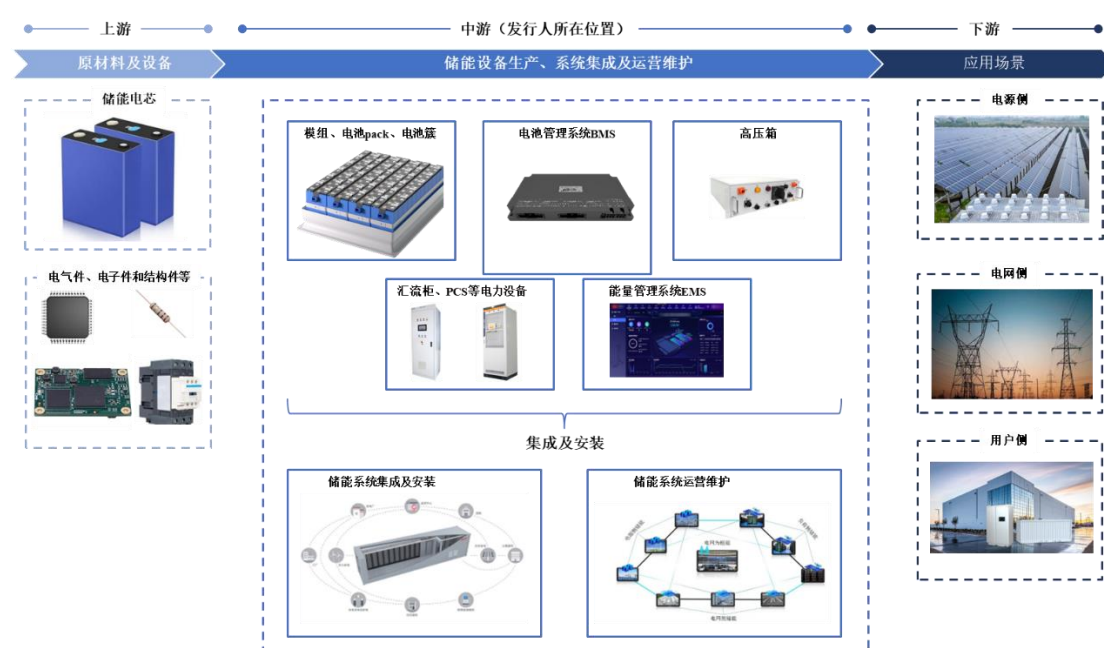 上游
中游（发行人所在位置）
下游
原材料及设备
储能设备生产、系统集成及运营维护
应用场景
储能电芯
电气件、电子件和结构件等
模组、电池pack、电池簇
电池管理系统BMS
高压箱
汇流柜、PCS等电力设备
能量管理系统EMS
集成及安装
储能系统集成及安装
储能系统运营维护
电源侧
电网侧
用户侧